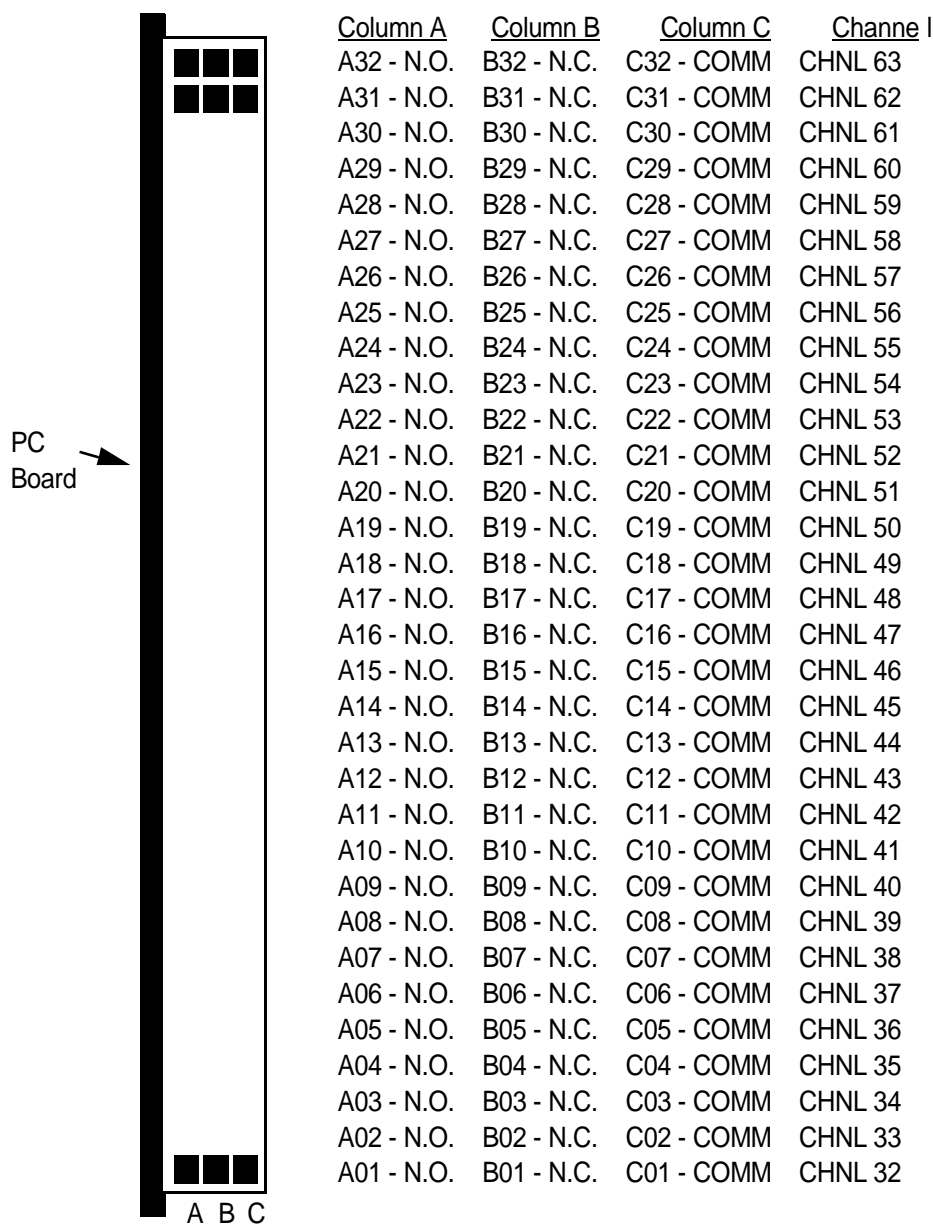 Column A Column B Column C Channe l
A32 - N.O. B32 - N.C. C32 - COMM CHNL 63
A31 - N.O. B31 - N.C. C31 - COMM CHNL 62
A30 - N.O. B30 - N.C. C30 - COMM CHNL 61
A29 - N.O. B29 - N.C. C29 - COMM CHNL 60
A28 - N.O. B28 - N.C. C28 - COMM CHNL 59
A27 - N.O. B27 - N.C. C27 - COMM CHNL 58
A26 - N.O. B26 - N.C. C26 - COMM CHNL 57
A25 - N.O. B25 - N.C. C25 - COMM CHNL 56
A24 - N.O. B24 - N.C. C24 - COMM CHNL 55
A23 - N.O. B23 - N.C. C23 - COMM CHNL 54
A22 - N.O. B22 - N.C. C22 - COMM CHNL 53
PC
Board
A21 - N.O. B21 - N.C. C21 - COMM CHNL 52
A20 - N.O. B20 - N.C. C20 - COMM CHNL 51
A19 - N.O. B19 - N.C. C19 - COMM CHNL 50
A18 - N.O. B18 - N.C. C18 - COMM CHNL 49
A17 - N.O. B17 - N.C. C17 - COMM CHNL 48
A16 - N.O. B16 - N.C. C16 - COMM CHNL 47
A15 - N.O. B15 - N.C. C15 - COMM CHNL 46
A14 - N.O. B14 - N.C. C14 - COMM CHNL 45
A13 - N.O. B13 - N.C. C13 - COMM CHNL 44
A12 - N.O. B12 - N.C. C12 - COMM CHNL 43
A11 - N.O. B11 - N.C. C11 - COMM CHNL 42
A10 - N.O. B10 - N.C. C10 - COMM CHNL 41
A09 - N.O. B09 - N.C. C09 - COMM CHNL 40
A08 - N.O. B08 - N.C. C08 - COMM CHNL 39
A07 - N.O. B07 - N.C. C07 - COMM CHNL 38
A06 - N.O. B06 - N.C. C06 - COMM CHNL 37
A05 - N.O. B05 - N.C. C05 - COMM CHNL 36
A04 - N.O. B04 - N.C. C04 - COMM CHNL 35
A03 - N.O. B03 - N.C. C03 - COMM CHNL 34
A02 - N.O. B02 - N.C. C02 - COMM CHNL 33
A01 - N.O. B01 - N.C. C01 - COMM CHNL 32
A B C